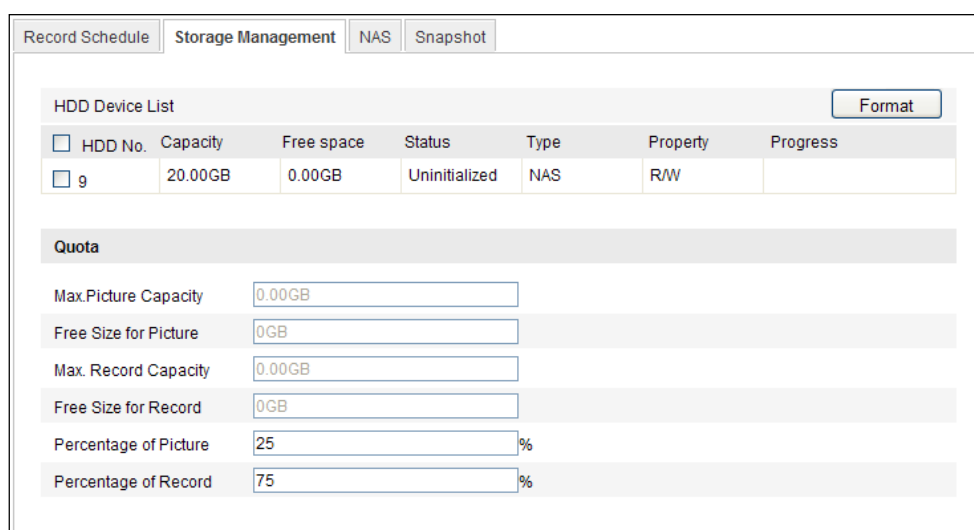 Record Schedule Storage Management NAS Snapshot
HDD Device List Format
HDD No. Capacity Free space Status Type Property Progress
9 20.00GB 0.00GB Uninitialized NAS R/W
Quota
Max.Picture Capacity 0.00GB
Free Size for Picture 0GB
Max. Record Capacity 0.00GB
Free Size for Record 0GB
Percentage of Picture 25 %
Percentage of Record 75 %